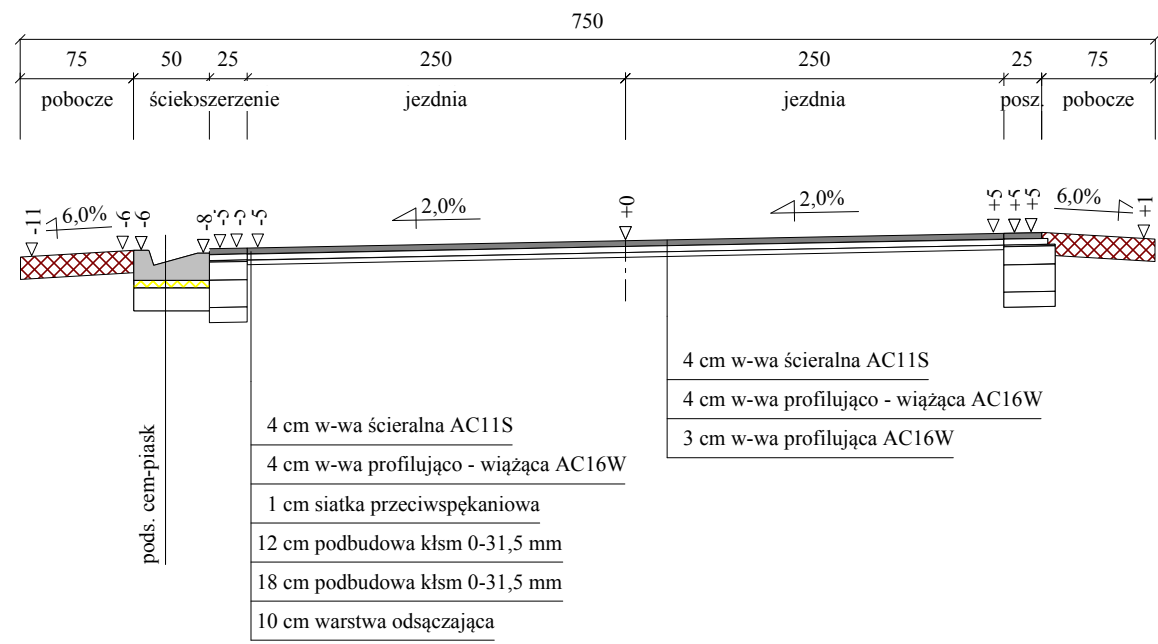 750
75 50 25 250 250 25 75
pobocze ściek poszerzenie jezdnia jezdnia posz. pobocze
-11 6,0% -6 -6 -8 -5 -5 -5 2,0% +0 2,0% +5 +5 +5 6,0% +1
4 cm w-wa ścieralna AC11S
4 cm w-wa profilująco - wiążąca AC16W
3 cm w-wa profilująca AC16W
pods. cem-piask
4 cm w-wa ścieralna AC11S
4 cm w-wa profilująco - wiążąca AC16W
1 cm siatka przeciwspękaniowa
12 cm podbudowa kłsm 0-31,5 mm
18 cm podbudowa kłsm 0-31,5 mm
10 cm warstwa odsączająca